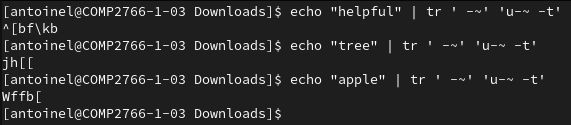 [antoinel@COMP2766-1-03 Downloads]$ echo "helpful" | tr ' -~' 'u-~ -t'
^[bf\kb
[antoinel@COMP2766-1-03 Downloads]$ echo "tree" | tr ' -~' 'u-~ -t'
jh[[
[antoinel@COMP2766-1-03 Downloads]$ echo "apple" | tr ' -~' 'u-~ -t'
Wffb[
[antoinel@COMP2766-1-03 Downloads]$